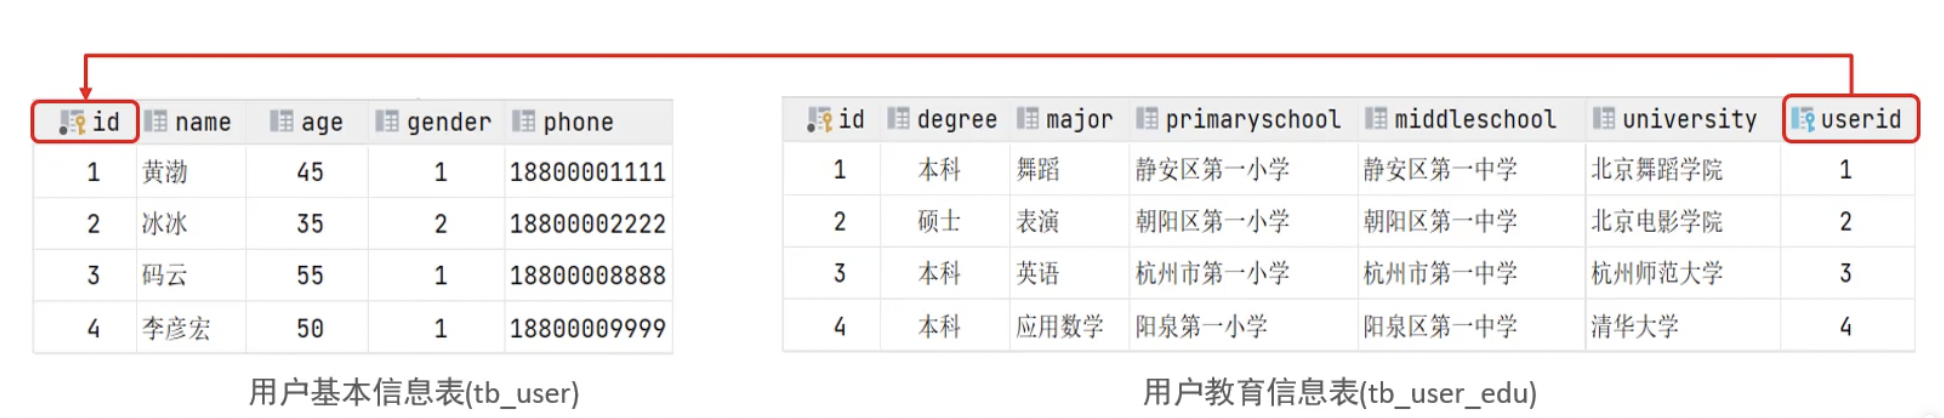 id name age gender phone
1 黄渤 45 1 18800001111
2 冰冰 35 2 18800002222
3 码云 55 1 18800008888
4 李彦宏 50 1 18800009999
用户基本信息表(tb_user)
id degree major primaryschool middleschool university userid
1 本科 舞蹈 静安区第一小学 静安区第一中学 北京舞蹈学院 1
2 硕士 表演 朝阳区第一小学 朝阳区第一中学 北京电影学院 2
3 本科 英语 杭州市第一小学 杭州市第一中学 杭州师范大学 3
4 本科 应用数学 阳泉第一小学 阳泉区第一中学 清华大学 4
用户教育信息表(tb_user_edu)